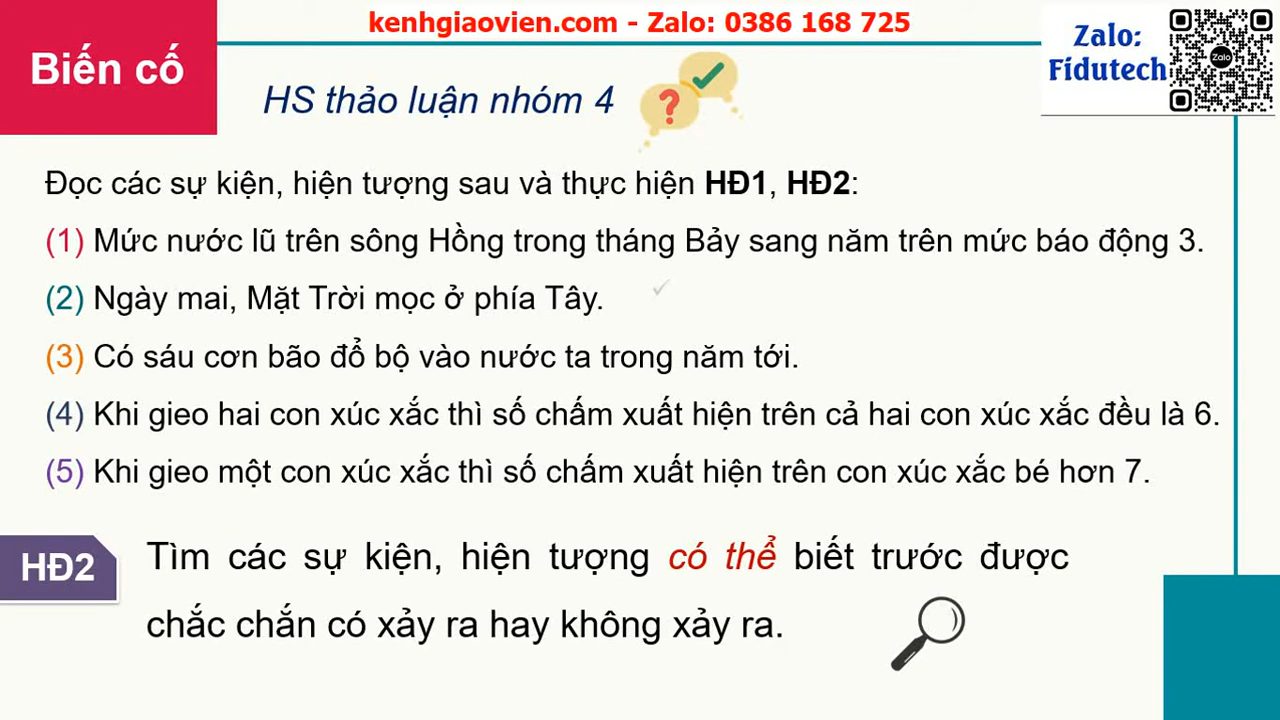 kenhgiaovien.com - Zalo: 0386 168 725
Zalo:
Fidutech
Zalo
Biến cố
HS thảo luận nhóm 4
Đọc các sự kiện, hiện tượng sau và thực hiện HĐ1, HĐ2:
(1) Mức nước lũ trên sông Hồng trong tháng Bảy sang năm trên mức báo động 3.
(2) Ngày mai, Mặt Trời mọc ở phía Tây.
(3) Có sáu cơn bão đổ bộ vào nước ta trong năm tới.
(4) Khi gieo hai con xúc xắc thì số chấm xuất hiện trên cả hai con xúc xắc đều là 6.
(5) Khi gieo một con xúc xắc thì số chấm xuất hiện trên con xúc xắc bé hơn 7.
HĐ2
Tìm các sự kiện, hiện tượng có thể biết trước được
chắc chắn có xảy ra hay không xảy ra.